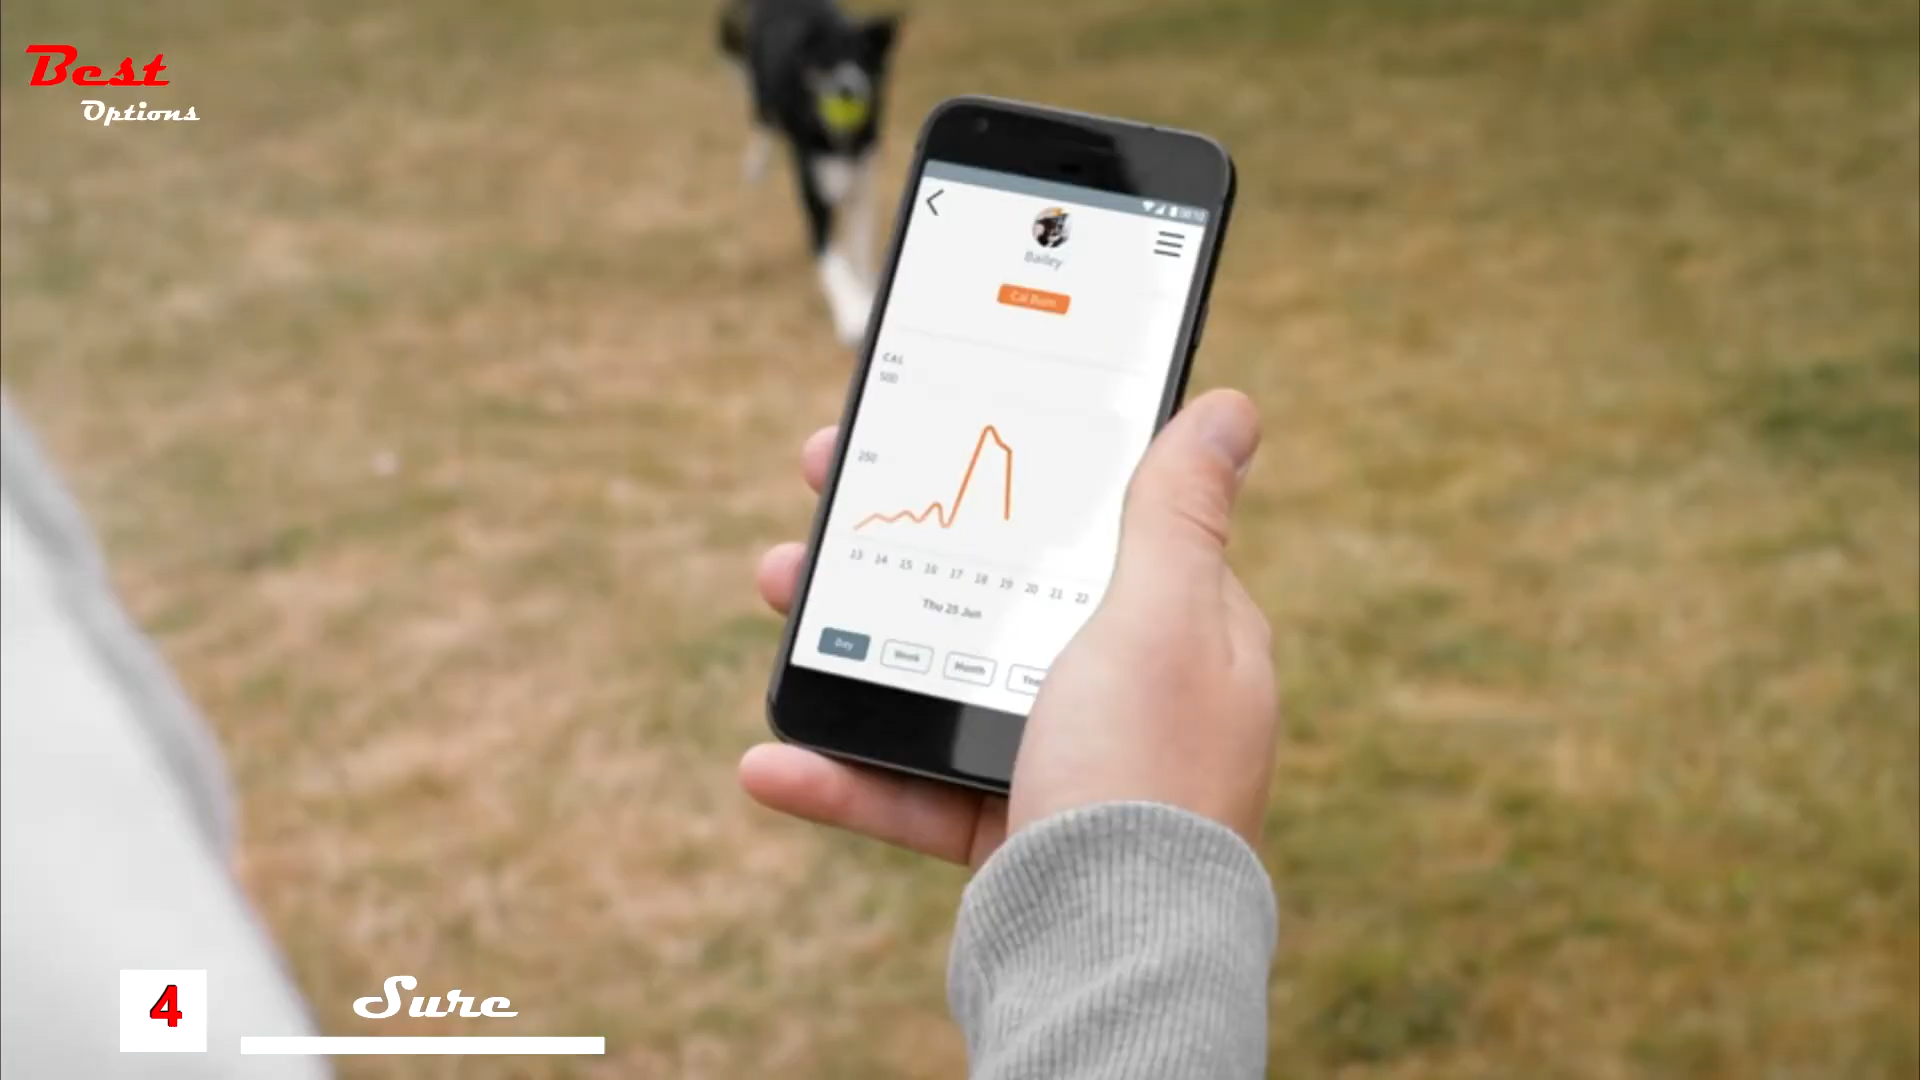 Best
Options
Bailey
Cal Burn
CAL
500
250
13 14 15 16 17 18 19 20 21 22
Thu 25 Jun
Day Week Month
4 Sure